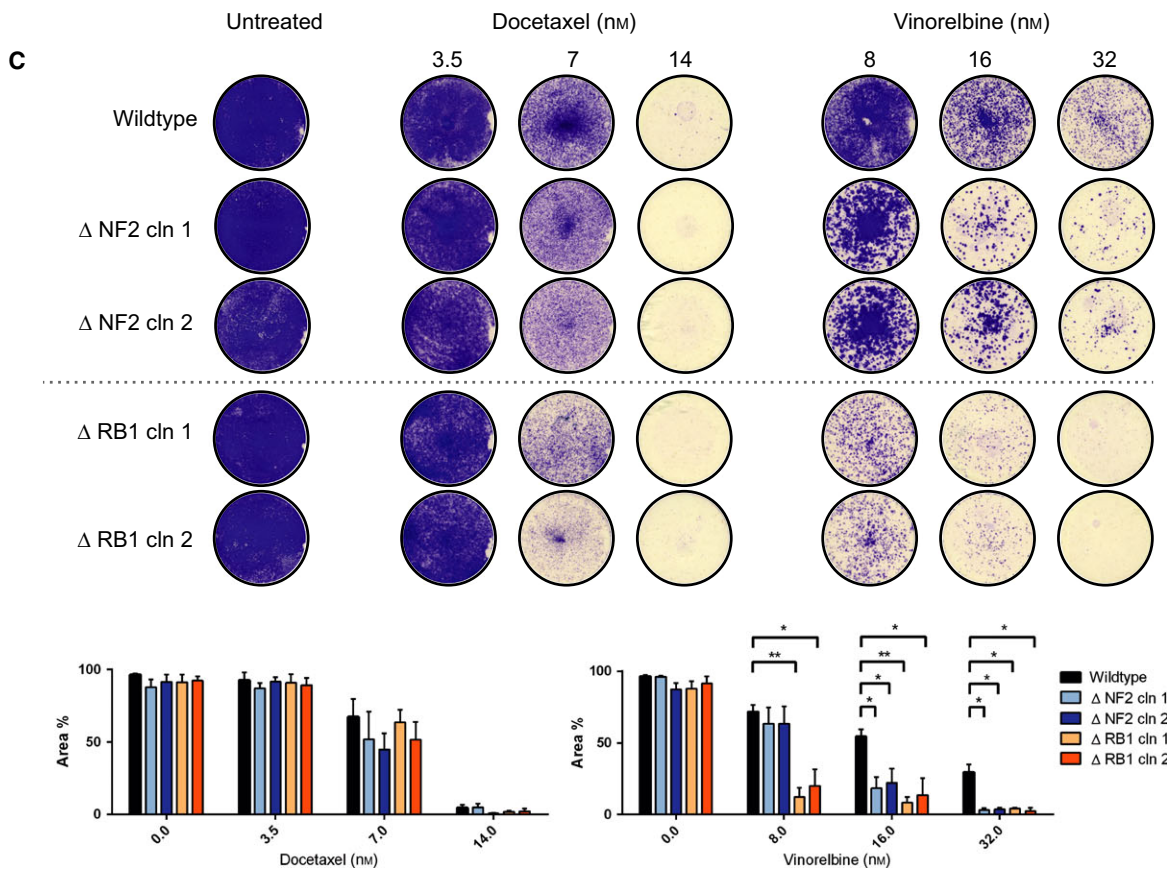 Untreated Docetaxel (nM) Vinorelbine (nM)
C
3.5 7 14 8 16 32
Wildtype
Δ NF2 cln 1
Δ NF2 cln 2
Δ RB1 cln 1
Δ RB1 cln 2
Area %
100
50
0
0.0 3.5 7.0 14.0
Docetaxel (nM)
Area %
100
50
0
* * *
** ** *
* *
* *
0.0 8.0 16.0 32.0
Vinorelbine (nM)
Wildtype
Δ NF2 cln 1
Δ NF2 cln 2
Δ RB1 cln 1
Δ RB1 cln 2